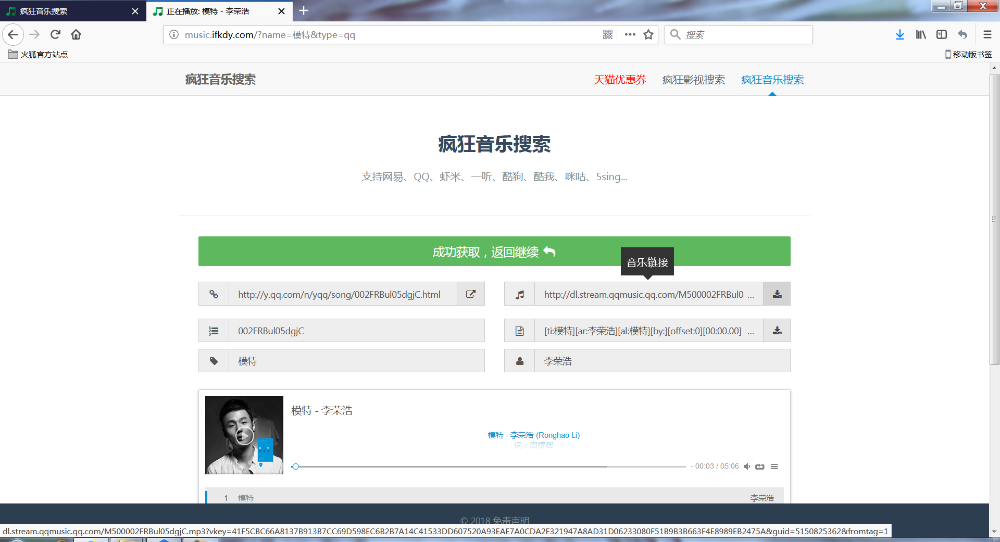 疯狂音乐搜索
正在播放: 模特 - 李荣浩
music.ifkdy.com/?name=模特&type=qq
搜索
火狐官方站点
移动版书签
疯狂音乐搜索
天猫优惠券
疯狂影视搜索
疯狂音乐搜索
疯狂音乐搜索
支持网易、QQ、虾米、一听、酷狗、酷我、咪咕、5sing...
成功获取，返回继续
音乐链接
http://y.qq.com/n/yqq/song/002FRBul05dgjC.html
http://dl.stream.qqmusic.qq.com/M500002FRBul0 ...
002FRBul05dgjC
[ti:模特][ar:李荣浩][al:模特][by:][offset:0][00:00.00] ...
模特
李荣浩
模特 - 李荣浩
模特 - 李荣浩 (Ronghao Li)
词：周耀辉
- 00:03 / 05:06
1 模特 李荣浩
© 2018 免责声明
dl.stream.qqmusic.qq.com/M500002FRBul05dgjC.mp3?vkey=41F5CBC66A8137B913B7CC69D598EC6B2B7A14C41533DD607520A93EAE7A0CDA2F321947A8AD31D06233080F51B9B3B663F4E8989EB2475A&guid=5150825362&fromtag=1